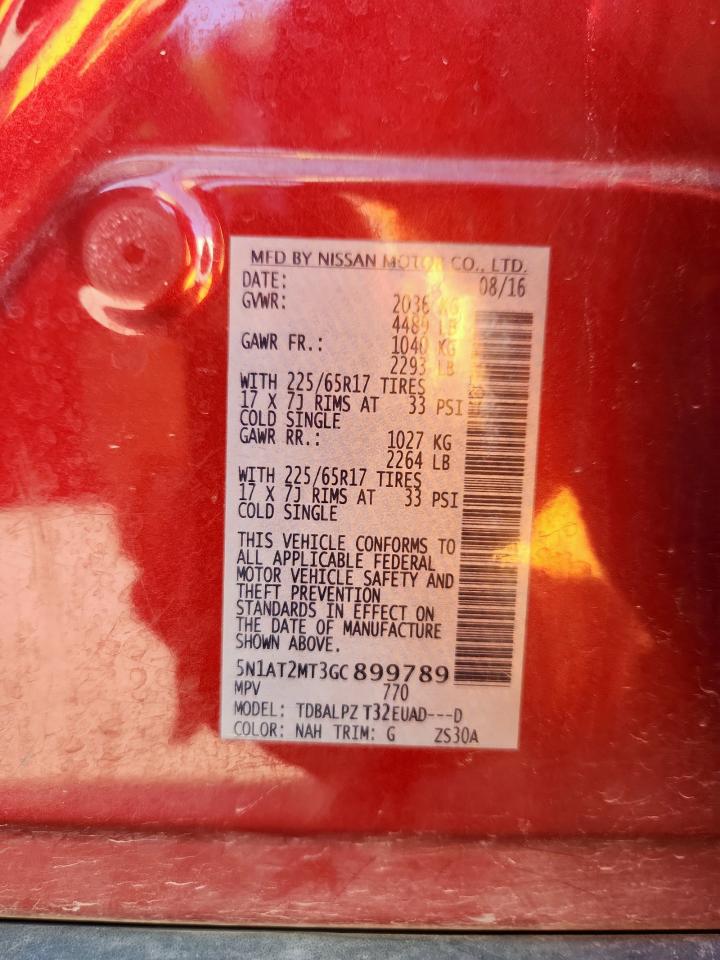 MFD BY NISSAN MOTOR CO., LTD.
DATE: 08/16
GVWR: 2036 KG
4489 LB
GAWR FR.: 1040 KG
2293 LB
WITH 225/65R17 TIRES
17 X 7J RIMS AT 33 PSI
COLD SINGLE
GAWR RR.: 1027 KG
2264 LB
WITH 225/65R17 TIRES
17 X 7J RIMS AT 33 PSI
COLD SINGLE
THIS VEHICLE CONFORMS TO
ALL APPLICABLE FEDERAL
MOTOR VEHICLE SAFETY AND
THEFT PREVENTION
STANDARDS IN EFFECT ON
THE DATE OF MANUFACTURE
SHOWN ABOVE.
5N1AT2MT3GC899789
MPV 770
MODEL: TDBALPZ T32EUAD---D
COLOR: NAH TRIM: G ZS30A